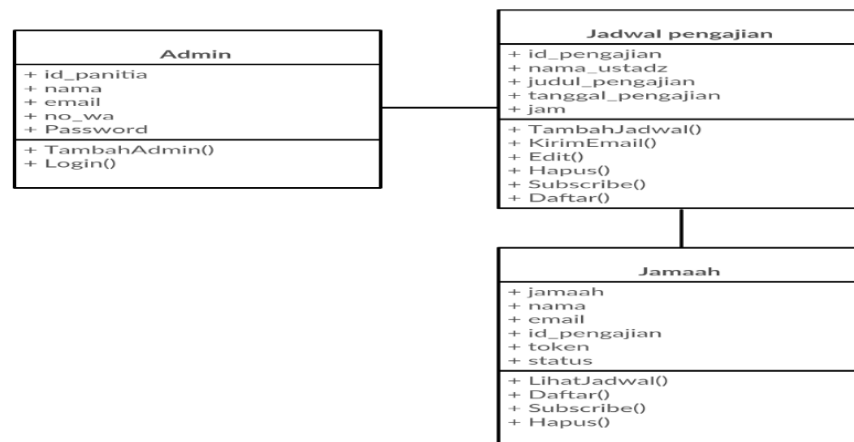 Admin
+ id_panitia
+ nama
+ email
+ no_wa
+ Password
+ TambahAdmin()
+ Login()
Jadwal pengajian
+ id_pengajian
+ nama_ustadz
+ judul_pengajian
+ tanggal_pengajian
+ jam
+ TambahJadwal()
+ KirimEmail()
+ Edit()
+ Hapus()
+ Subscribe()
+ Daftar()
Jamaah
+ jamaah
+ nama
+ email
+ id_pengajian
+ token
+ status
+ LihatJadwal()
+ Daftar()
+ Subscribe()
+ Hapus()